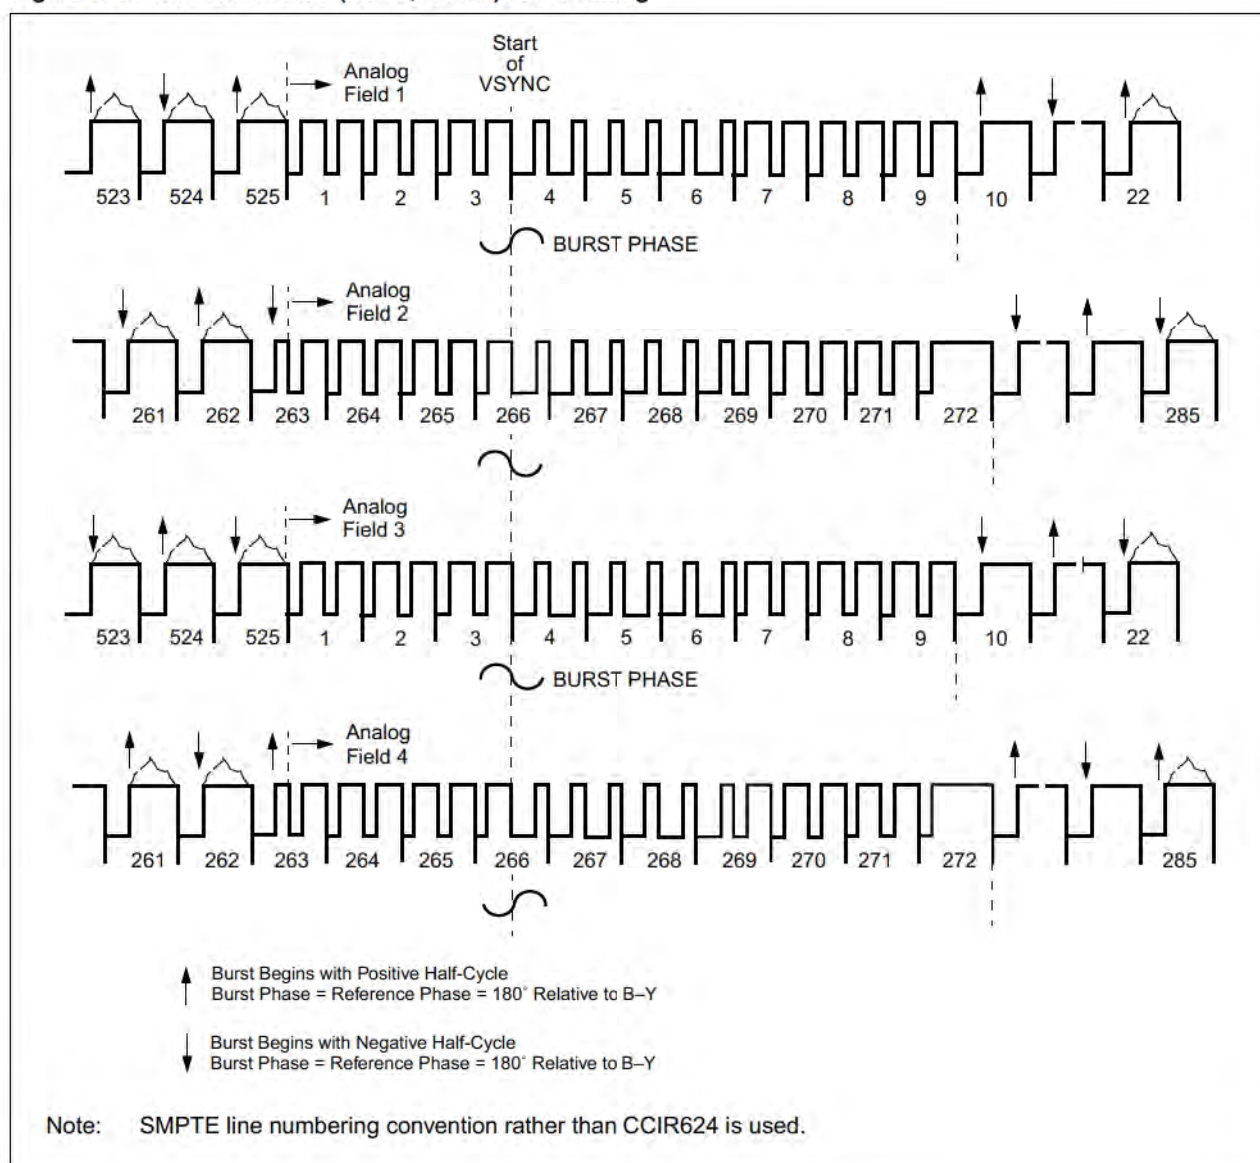 Start
of
VSYNC
Analog
Field 1
523 524 525 1 2 3 4 5 6 7 8 9 10 22
BURST PHASE
Analog
Field 2
261 262 263 264 265 266 267 268 269 270 271 272 285
Analog
Field 3
523 524 525 1 2 3 4 5 6 7 8 9 10 22
BURST PHASE
Analog
Field 4
261 262 263 264 265 266 267 268 269 270 271 272 285
Burst Begins with Positive Half-Cycle
Burst Phase = Reference Phase = 180° Relative to B–Y
Burst Begins with Negative Half-Cycle
Burst Phase = Reference Phase = 180° Relative to B–Y
Note: SMPTE line numbering convention rather than CCIR624 is used.